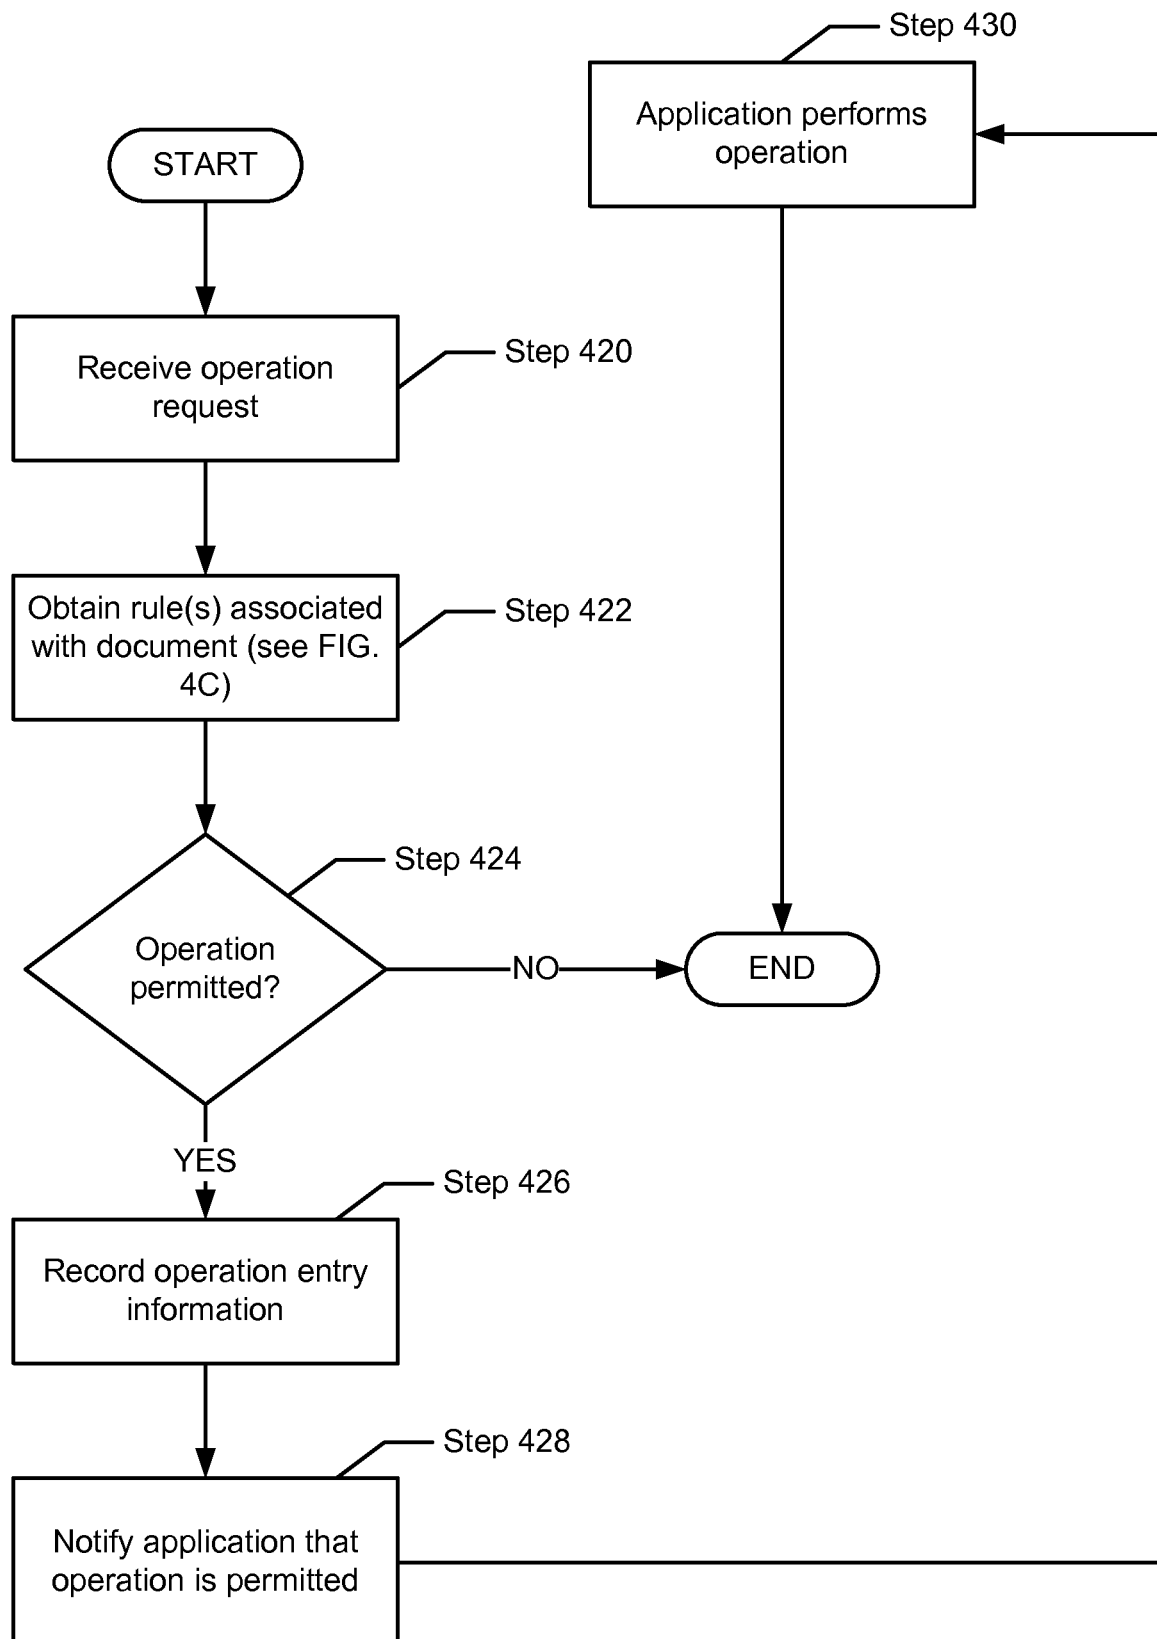 START
Receive operation
request
Step 420
Obtain rule(s) associated
with document (see FIG.
4C)
Step 422
Operation
permitted?
Step 424
NO
YES
Record operation entry
information
Step 426
Notify application that
operation is permitted
Step 428
Application performs
operation
Step 430
END